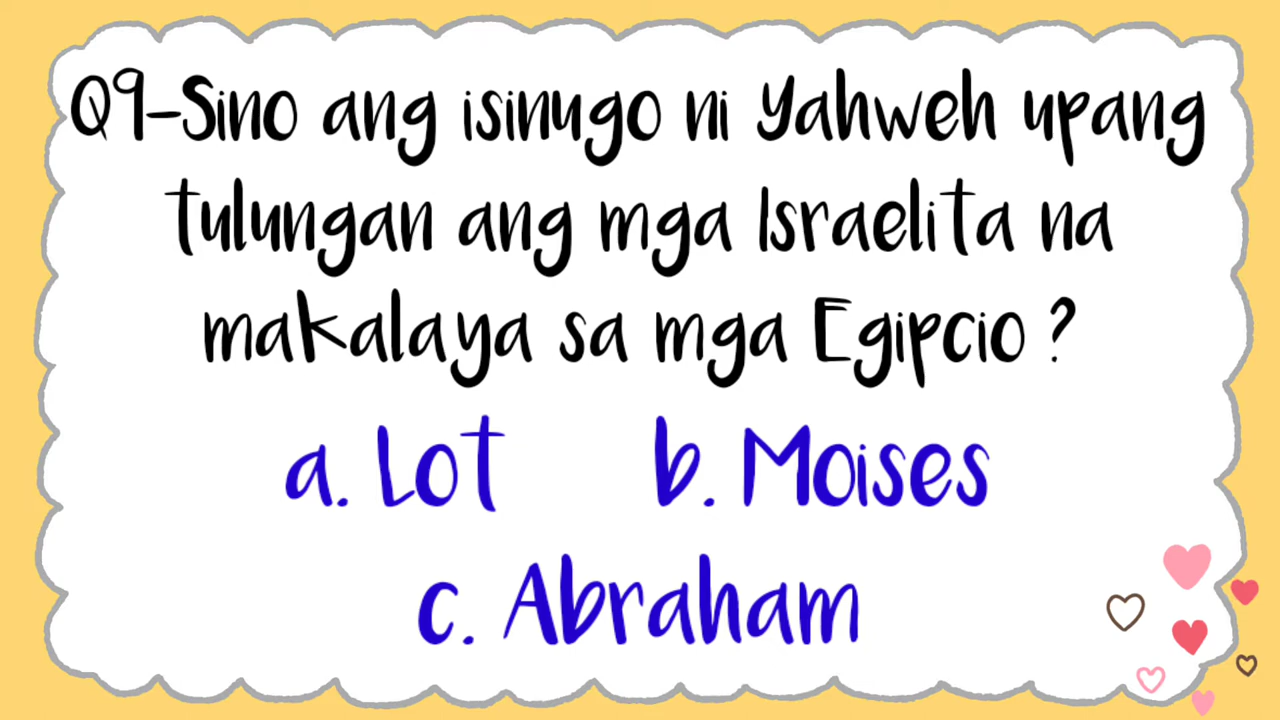 Q9-Sino ang isinugo ni Yahweh upang
tulungan ang mga Israelita na
makalaya sa mga Egipcio ?
a. Lot b. Moises
c. Abraham